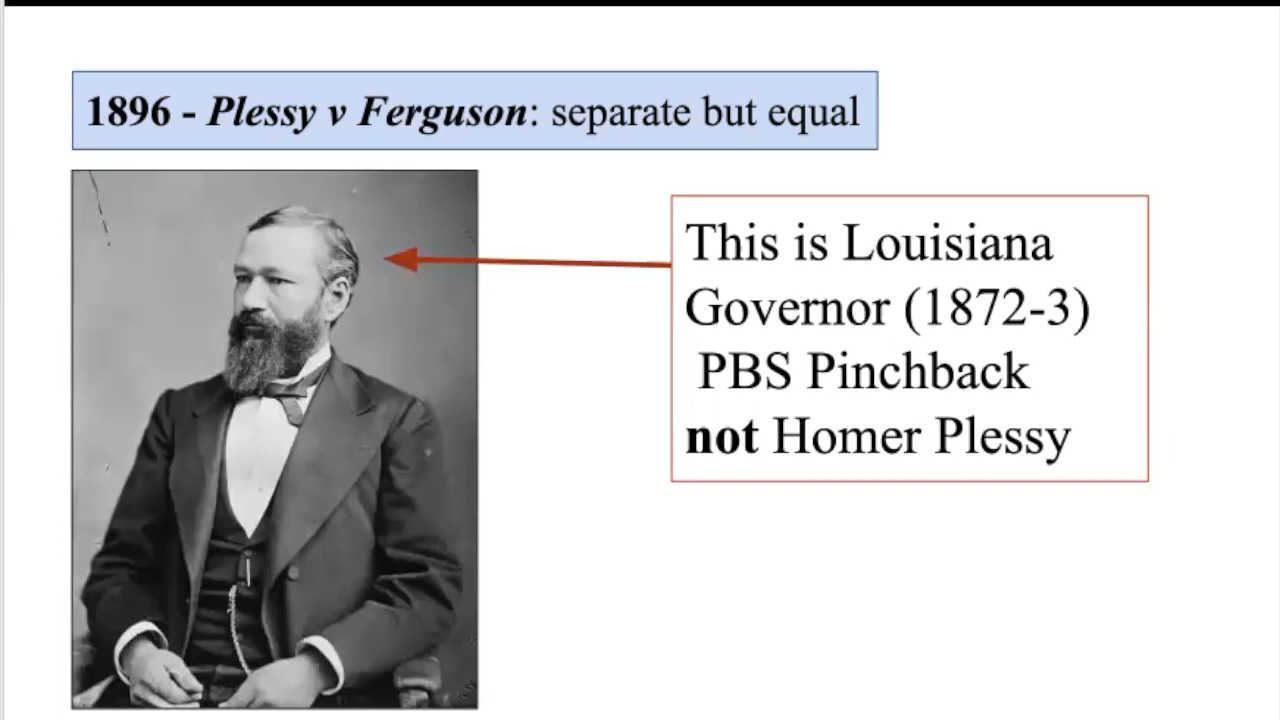 1896 - Plessy v Ferguson: separate but equal
This is Louisiana
Governor (1872-3)
PBS Pinchback
not Homer Plessy